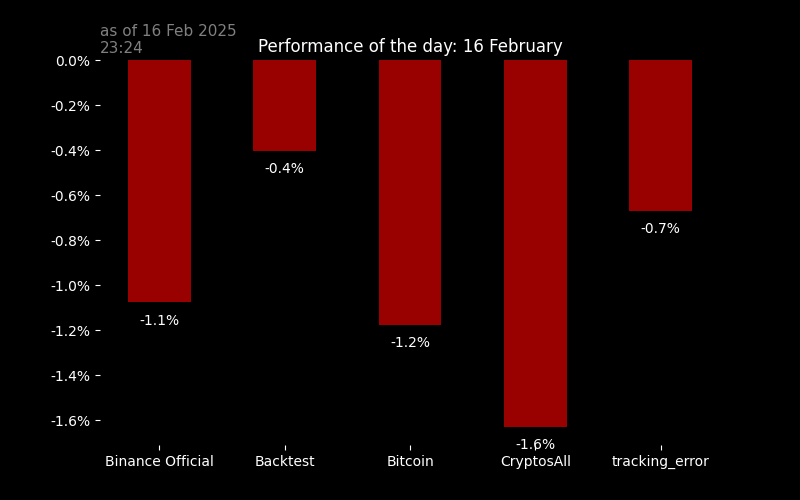 as of 16 Feb 2025
23:24
Performance of the day: 16 February
0.0%
-0.2%
-0.4%
-0.6%
-0.8%
-1.0%
-1.2%
-1.4%
-1.6%
-1.1%
-0.4%
-1.2%
-1.6%
-0.7%
Binance Official
Backtest
Bitcoin
CryptosAll
tracking_error